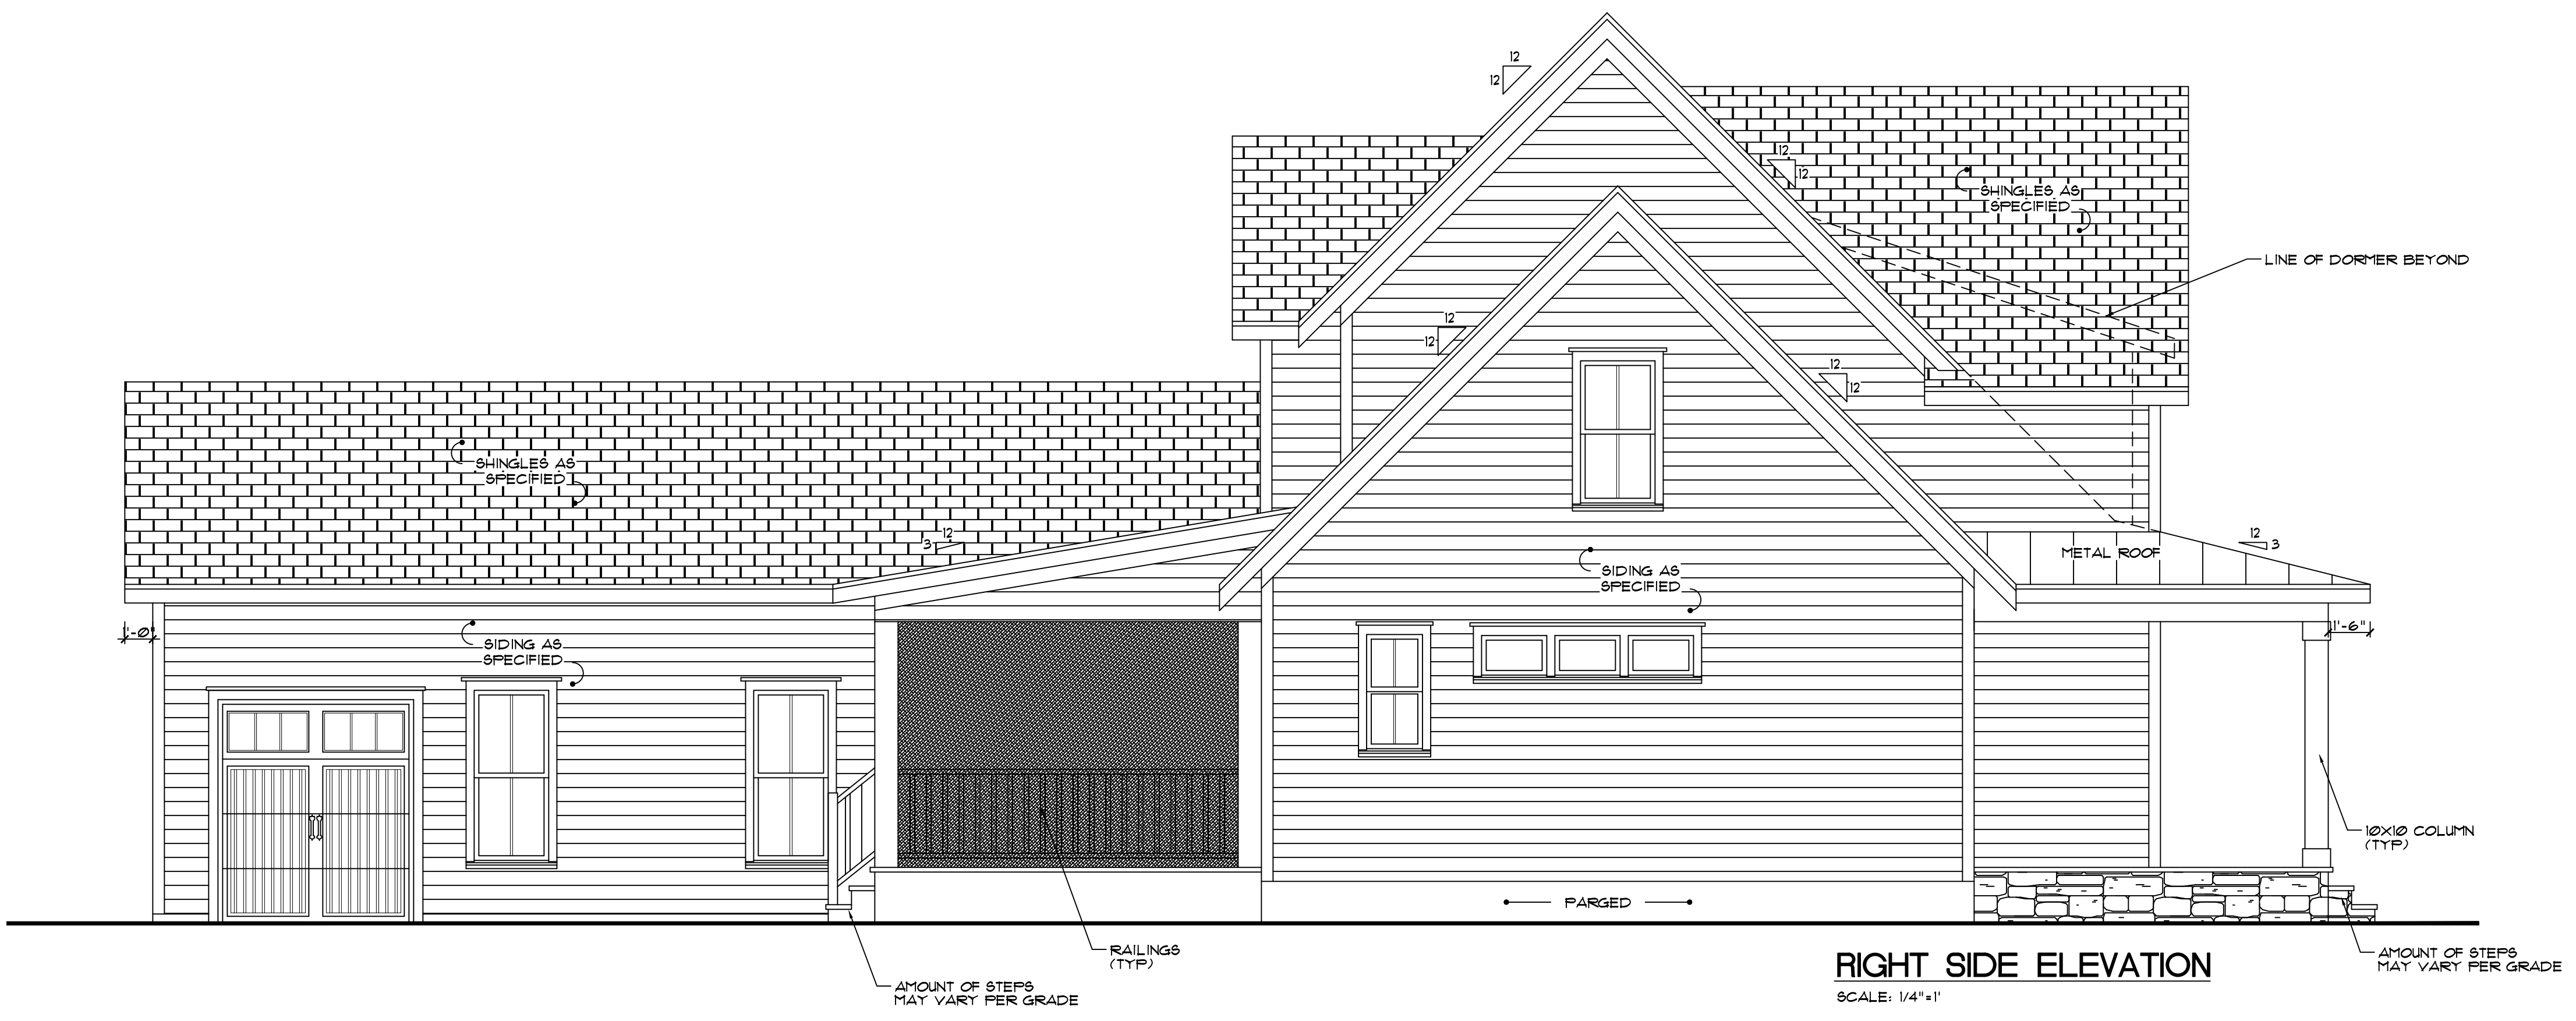 12
12
12
12
SHINGLES AS
SPECIFIED
LINE OF DORMER BEYOND
12
12
12
12
SHINGLES AS
SPECIFIED
12
3
METAL ROOF
12
3
SIDING AS
SPECIFIED
1'-0"
SIDING AS
SPECIFIED
1'-6"
10X10 COLUMN
(TYP)
PARGED
RAILINGS
(TYP)
AMOUNT OF STEPS
MAY VARY PER GRADE
AMOUNT OF STEPS
MAY VARY PER GRADE
RIGHT SIDE ELEVATION
SCALE: 1/4"=1'